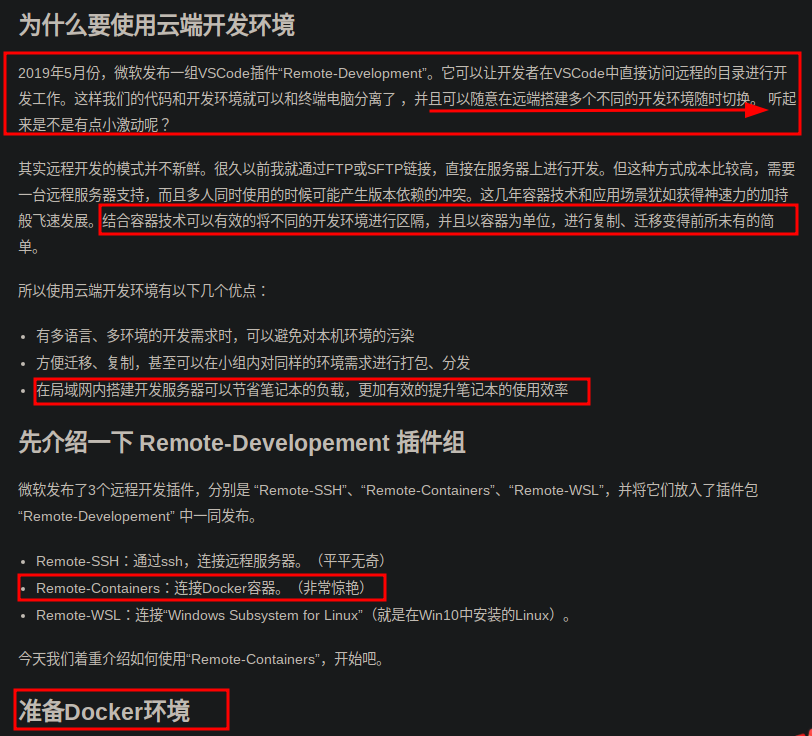 为什么要使用云端开发环境
2019年5月份，微软发布一组VSCode插件“Remote-Development”。它可以让开发者在VSCode中直接访问远程的目录进行开
发工作。这样我们的代码和开发环境就可以和终端电脑分离了 ，并且可以随意在远端搭建多个不同的开发环境随时切换。 听起
来是不是有点小激动呢？
其实远程开发的模式并不新鲜。很久以前我就通过FTP或SFTP链接，直接在服务器上进行开发。但这种方式成本比较高，需要
一台远程服务器支持，而且多人同时使用的时候可能产生版本依赖的冲突。这几年容器技术和应用场景犹如获得神速力的加持
般飞速发展。结合容器技术可以有效的将不同的开发环境进行区隔，并且以容器为单位，进行复制、迁移变得前所未有的简
单。
所以使用云端开发环境有以下几个优点：
• 有多语言、多环境的开发需求时，可以避免对本机环境的污染
• 方便迁移、复制，甚至可以在小组内对同样的环境需求进行打包、分发
• 在局域网内搭建开发服务器可以节省笔记本的负载，更加有效的提升笔记本的使用效率
先介绍一下 Remote-Developement 插件组
微软发布了3个远程开发插件，分别是 “Remote-SSH”、“Remote-Containers”、“Remote-WSL”，并将它们放入了插件包
“Remote-Developement” 中一同发布。
• Remote-SSH：通过ssh，连接远程服务器。（平平无奇）
• Remote-Containers：连接Docker容器。（非常惊艳）
• Remote-WSL：连接“Windows Subsystem for Linux”（就是在Win10中安装的Linux）。
今天我们着重介绍如何使用“Remote-Containers”，开始吧。
准备Docker环境